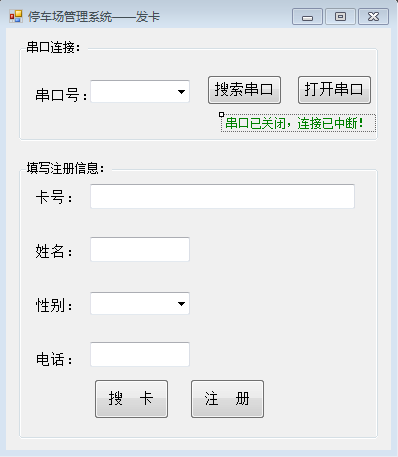 停车场管理系统——发卡
串口连接：
串口号： 搜索串口 打开串口
串口已关闭，连接已中断！
填写注册信息：
卡号：
姓名：
性别：
电话：
搜 卡 注 册